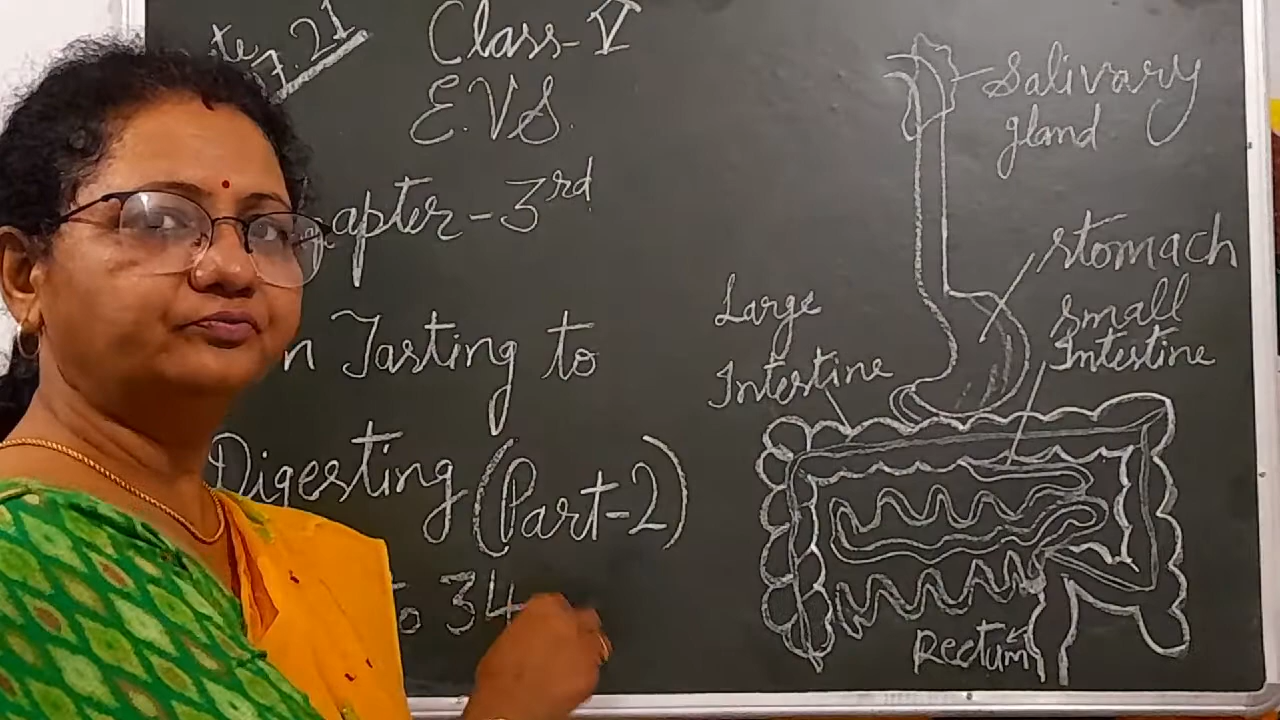 7.21
Class-V
E.V.S.
apter-3rd
n Tasting to
Digesting (Part-2)
to 34
Salivary
gland
stomach
small
Intestine
Large
Intestine
Rectum